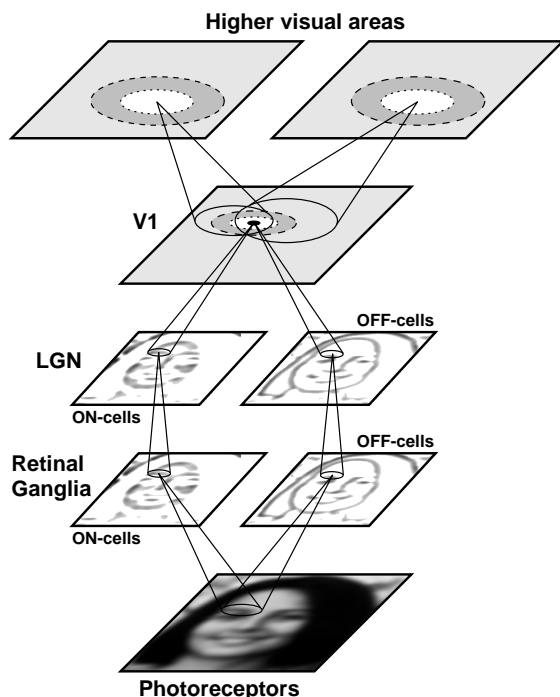 Higher visual areas
V1
OFF-cells
LGN
ON-cells
OFF-cells
Retinal
Ganglia
ON-cells
Photoreceptors